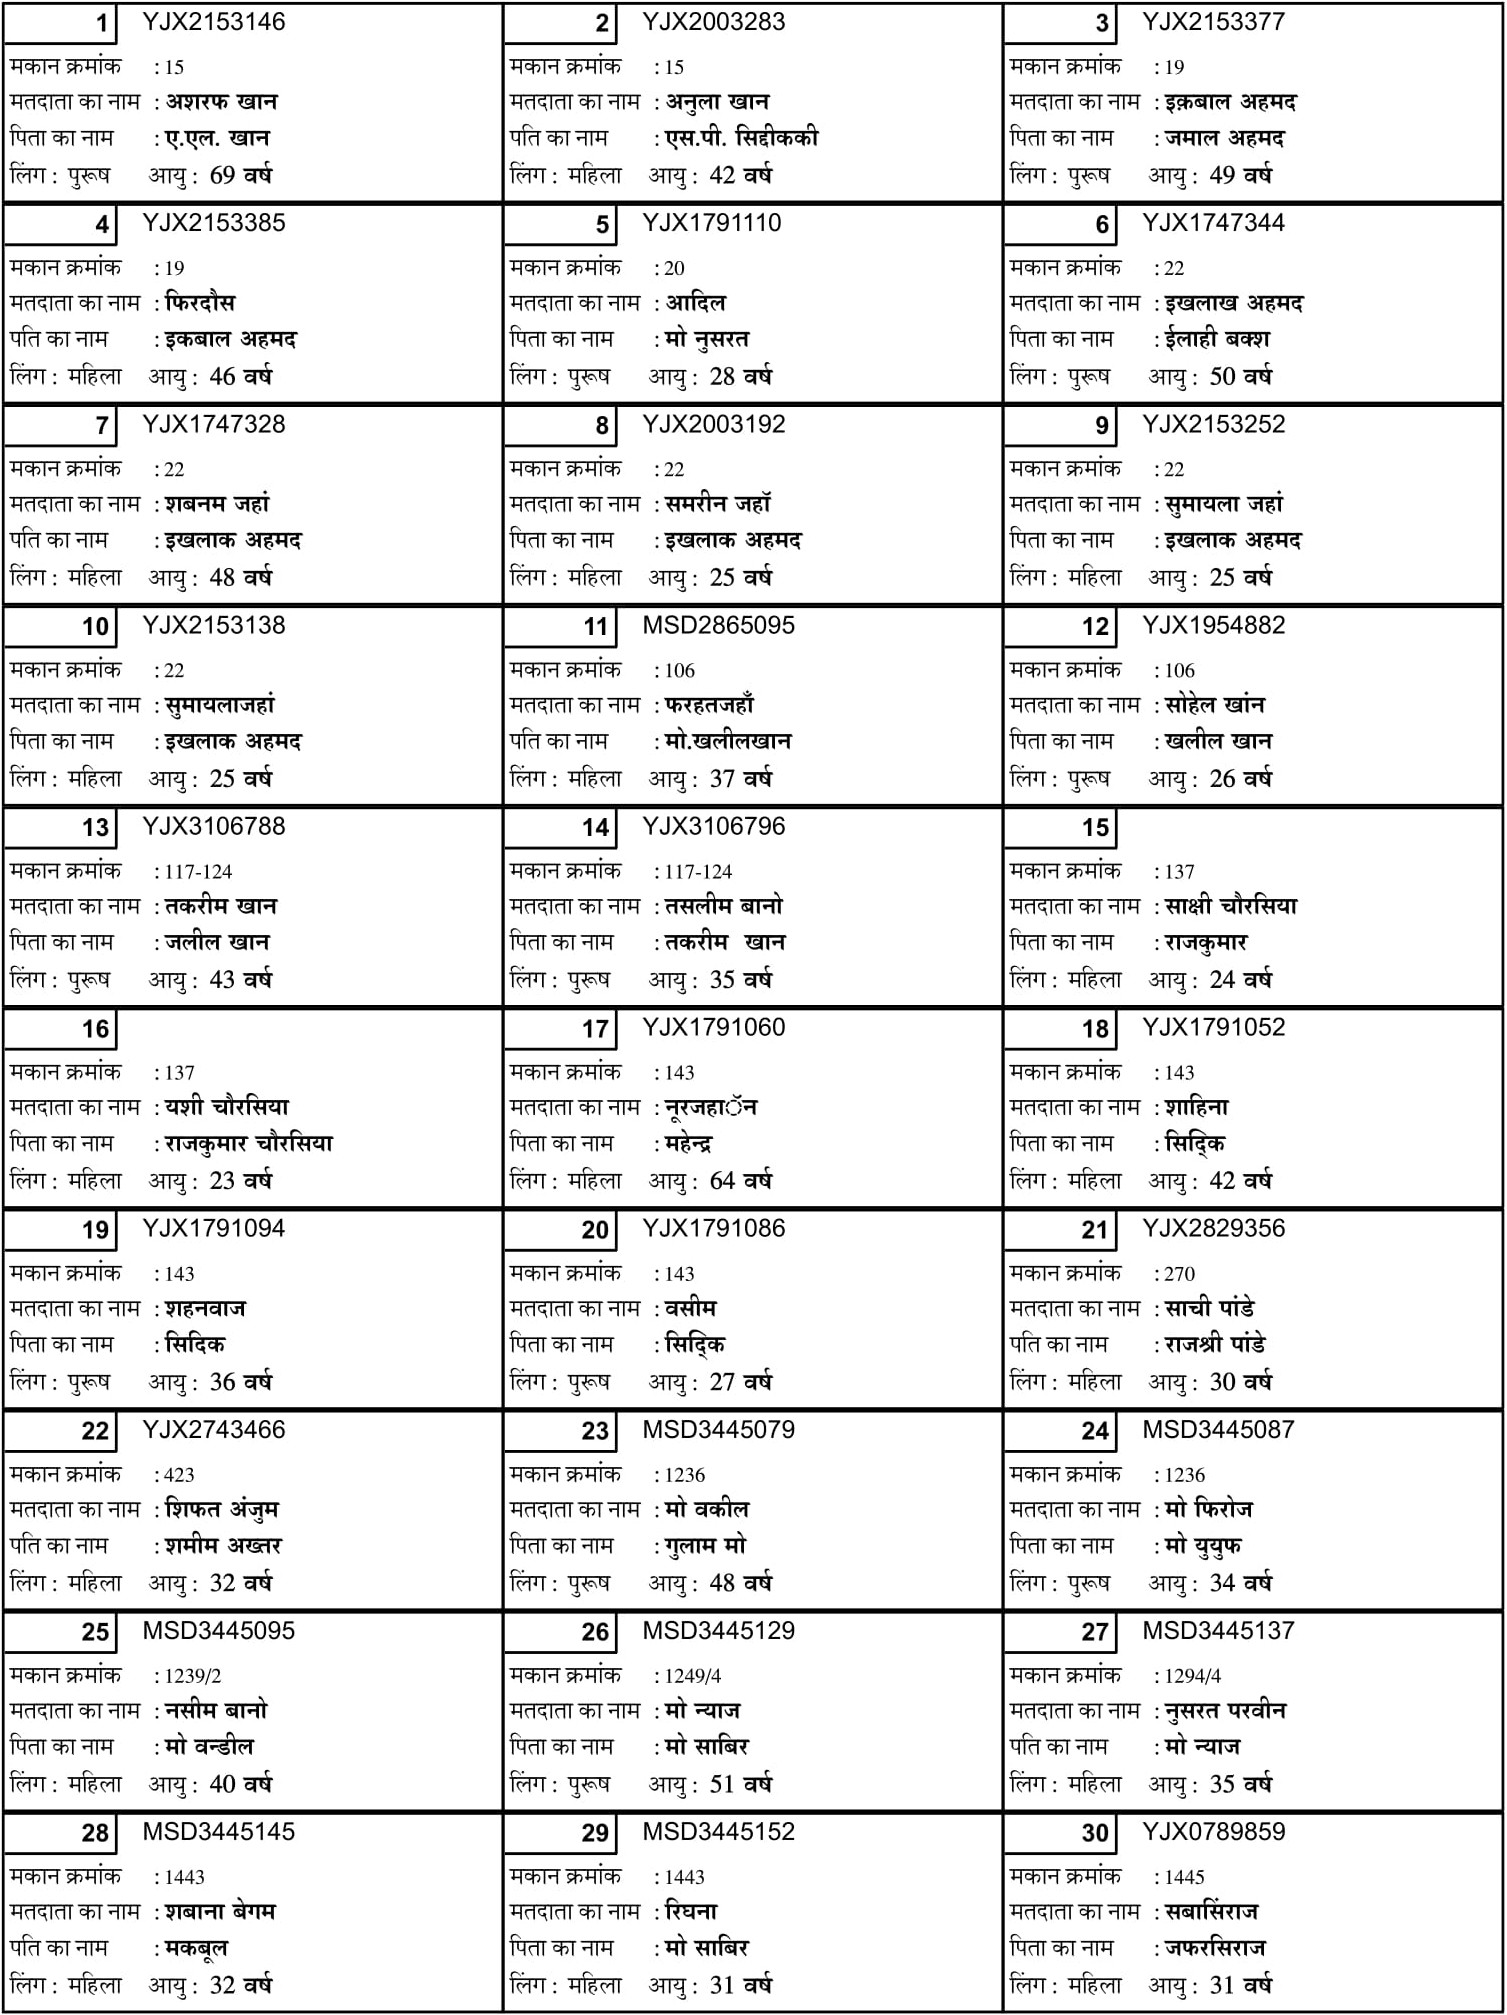 1 YJX2153146
मकान क्रमांक : 15
मतदाता का नाम : अशरफ खान
पिता का नाम : ए.एल. खान
लिंग : पुरूष आयु : 69 वर्ष
2 YJX2003283
मकान क्रमांक : 15
मतदाता का नाम : अनुला खान
पति का नाम : एस.पी. सिद्दीककी
लिंग : महिला आयु : 42 वर्ष
3 YJX2153377
मकान क्रमांक : 19
मतदाता का नाम : इक़बाल अहमद
पिता का नाम : जमाल अहमद
लिंग : पुरूष आयु : 49 वर्ष
4 YJX2153385
मकान क्रमांक : 19
मतदाता का नाम : फिरदौस
पति का नाम : इकबाल अहमद
लिंग : महिला आयु : 46 वर्ष
5 YJX1791110
मकान क्रमांक : 20
मतदाता का नाम : आदिल
पिता का नाम : मो नुसरत
लिंग : पुरूष आयु : 28 वर्ष
6 YJX1747344
मकान क्रमांक : 22
मतदाता का नाम : इखलाख अहमद
पिता का नाम : ईलाही बक्श
लिंग : पुरूष आयु : 50 वर्ष
7 YJX1747328
मकान क्रमांक : 22
मतदाता का नाम : शबनम जहां
पति का नाम : इखलाक अहमद
लिंग : महिला आयु : 48 वर्ष
8 YJX2003192
मकान क्रमांक : 22
मतदाता का नाम : समरीन जहॉ
पिता का नाम : इखलाक अहमद
लिंग : महिला आयु : 25 वर्ष
9 YJX2153252
मकान क्रमांक : 22
मतदाता का नाम : सुमायला जहां
पिता का नाम : इखलाक अहमद
लिंग : महिला आयु : 25 वर्ष
10 YJX2153138
मकान क्रमांक : 22
मतदाता का नाम : सुमायलाजहां
पिता का नाम : इखलाक अहमद
लिंग : महिला आयु : 25 वर्ष
11 MSD2865095
मकान क्रमांक : 106
मतदाता का नाम : फरहतजहाँ
पति का नाम : मो.खलीलखान
लिंग : महिला आयु : 37 वर्ष
12 YJX1954882
मकान क्रमांक : 106
मतदाता का नाम : सोहेल खांन
पिता का नाम : खलील खान
लिंग : पुरूष आयु : 26 वर्ष
13 YJX3106788
मकान क्रमांक : 117-124
मतदाता का नाम : तकरीम खान
पिता का नाम : जलील खान
लिंग : पुरूष आयु : 43 वर्ष
14 YJX3106796
मकान क्रमांक : 117-124
मतदाता का नाम : तसलीम बानो
पिता का नाम : तकरीम खान
लिंग : पुरूष आयु : 35 वर्ष
15
मकान क्रमांक : 137
मतदाता का नाम : साक्षी चौरसिया
पिता का नाम : राजकुमार
लिंग : महिला आयु : 24 वर्ष
16
मकान क्रमांक : 137
मतदाता का नाम : यशी चौरसिया
पिता का नाम : राजकुमार चौरसिया
लिंग : महिला आयु : 23 वर्ष
17 YJX1791060
मकान क्रमांक : 143
मतदाता का नाम : नूरजहाॅन
पिता का नाम : महेन्द्र
लिंग : महिला आयु : 64 वर्ष
18 YJX1791052
मकान क्रमांक : 143
मतदाता का नाम : शाहिना
पिता का नाम : सिद्दिक
लिंग : महिला आयु : 42 वर्ष
19 YJX1791094
मकान क्रमांक : 143
मतदाता का नाम : शहनवाज
पिता का नाम : सिदिक
लिंग : पुरूष आयु : 36 वर्ष
20 YJX1791086
मकान क्रमांक : 143
मतदाता का नाम : वसीम
पिता का नाम : सिद्दिक
लिंग : पुरूष आयु : 27 वर्ष
21 YJX2829356
मकान क्रमांक : 270
मतदाता का नाम : साची पांडे
पति का नाम : राजश्री पांडे
लिंग : महिला आयु : 30 वर्ष
22 YJX2743466
मकान क्रमांक : 423
मतदाता का नाम : शिफत अंजुम
पति का नाम : शमीम अख्तर
लिंग : महिला आयु : 32 वर्ष
23 MSD3445079
मकान क्रमांक : 1236
मतदाता का नाम : मो वकील
पिता का नाम : गुलाम मो
लिंग : पुरूष आयु : 48 वर्ष
24 MSD3445087
मकान क्रमांक : 1236
मतदाता का नाम : मो फिरोज
पिता का नाम : मो युयुफ
लिंग : पुरूष आयु : 34 वर्ष
25 MSD3445095
मकान क्रमांक : 1239/2
मतदाता का नाम : नसीम बानो
पिता का नाम : मो वन्डील
लिंग : महिला आयु : 40 वर्ष
26 MSD3445129
मकान क्रमांक : 1249/4
मतदाता का नाम : मो न्याज
पिता का नाम : मो साबिर
लिंग : पुरूष आयु : 51 वर्ष
27 MSD3445137
मकान क्रमांक : 1294/4
मतदाता का नाम : नुसरत परवीन
पति का नाम : मो न्याज
लिंग : महिला आयु : 35 वर्ष
28 MSD3445145
मकान क्रमांक : 1443
मतदाता का नाम : शबाना बेगम
पति का नाम : मकबूल
लिंग : महिला आयु : 32 वर्ष
29 MSD3445152
मकान क्रमांक : 1443
मतदाता का नाम : रिघना
पिता का नाम : मो साबिर
लिंग : महिला आयु : 31 वर्ष
30 YJX0789859
मकान क्रमांक : 1445
मतदाता का नाम : सबासिंराज
पिता का नाम : जफरसिराज
लिंग : महिला आयु : 31 वर्ष